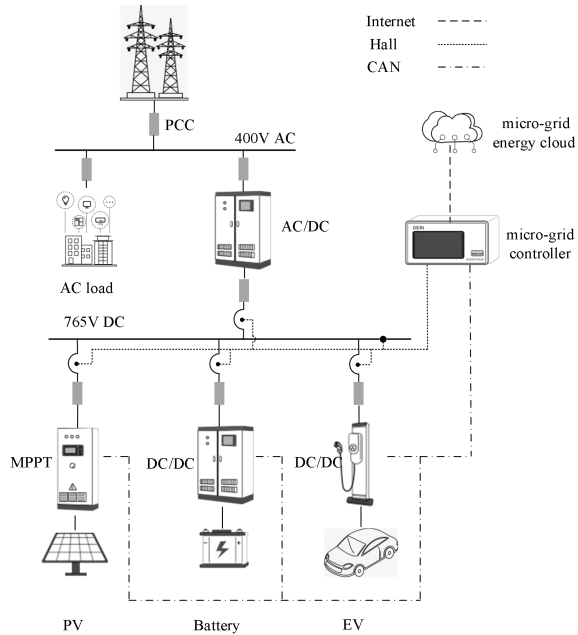 Internet
Hall
CAN
PCC
400V AC
micro-grid
energy cloud
AC/DC
DERI
micro-grid
controller
AC load
765V DC
MPPT
DC/DC
DC/DC
PV
Battery
EV